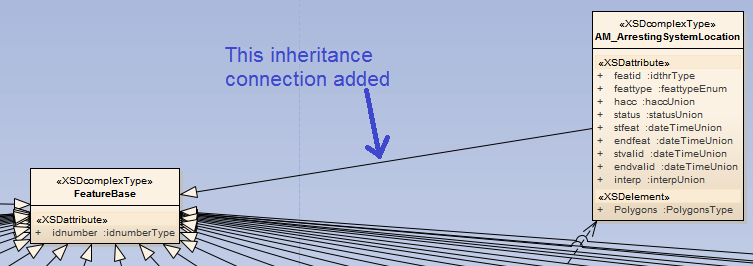 «XSDcomplexType»
AM_ArrestingSystemLocation
«XSDattribute»
+ featid :idthrType
+ feattype :feattypeEnum
+ hacc :haccUnion
+ status :statusUnion
+ stfeat :dateTimeUnion
+ endfeat :dateTimeUnion
+ stvalid :dateTimeUnion
+ endvalid :dateTimeUnion
+ interp :interpUnion
«XSDelement»
+ Polygons :PolygonsType
This inheritance
connection added
«XSDcomplexType»
FeatureBase
«XSDattribute»
+ idnumber :idnumberType